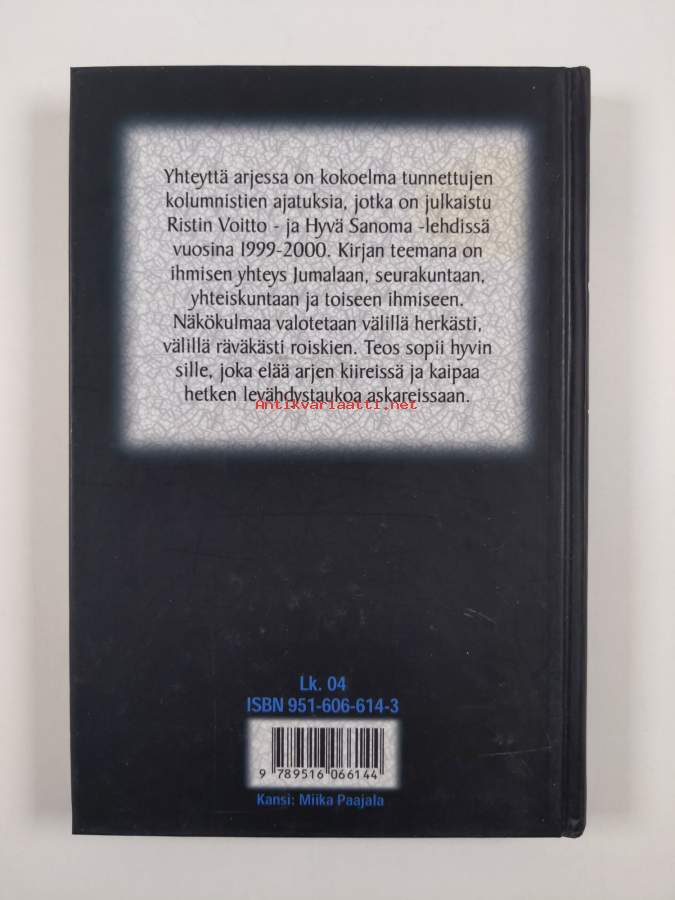 Yhteyttä arjessa on kokoelma tunnettujen
kolumnistien ajatuksia, jotka on julkaistu
Ristin Voitto - ja Hyvä Sanoma -lehdissä
vuosina 1999-2000. Kirjan teemana on
ihmisen yhteys Jumalaan, seurakuntaan,
yhteiskuntaan ja toiseen ihmiseen.
Näkökulmaa valotetaan välillä herkästi,
välillä räväkästi roiskien. Teos sopii hyvin
sille, joka elää arjen kiireissä ja kaipaa
hetken levähdystaukoa askareissaan.
Antikvariaatti.net
Lk. 04
ISBN 951-606-614-3
9 789516 066144
Kansi: Miika Paajala